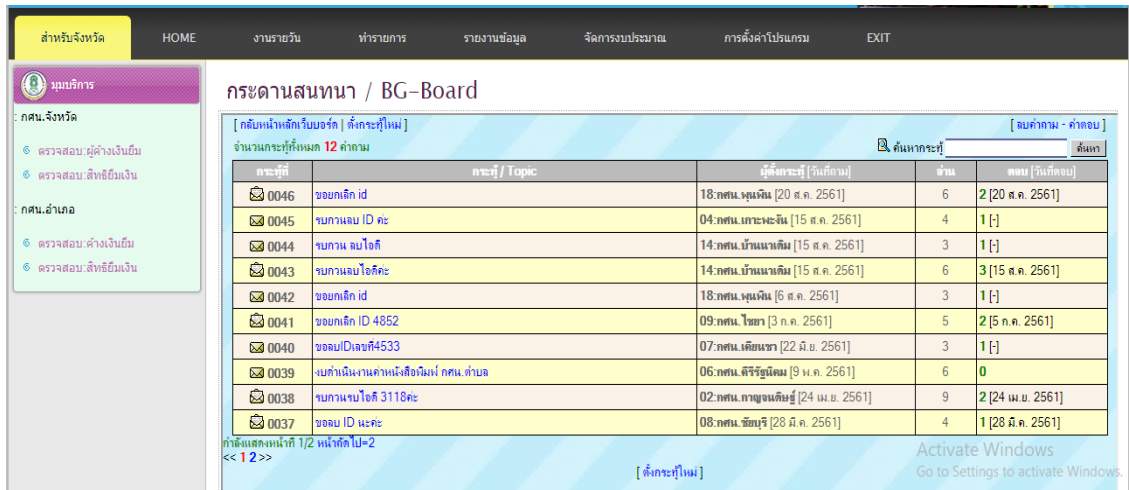 สำหรับจังหวัด HOME งานรายวัน ทำรายการ รายงานข้อมูล จัดการงบประมาณ การตั้งค่าโปรแกรม EXIT
มุมบริการ
: กศน.จังหวัด
ตรวจสอบ:ผู้ค้างเงินยืม
ตรวจสอบ:สิทธิยืมเงิน
: กศน.อำเภอ
ตรวจสอบ:ค้างเงินยืม
ตรวจสอบ:สิทธิยืมเงิน
กระดานสนทนา / BG-Board
[ กลับหน้าหลักเว็บบอร์ด | ตั้งกระทู้ใหม่ ] [ ลบคำถาม - คำตอบ ]
จำนวนกระทู้ทั้งหมด 12 คำถาม ค้นหากระทู้ ค้นหา
กระทู้ที่ กระทู้ / Topic ผู้ตั้งกระทู้ [วันที่ถาม] อ่าน ตอบ [วันที่ตอบ]
0046 ขอยกเลิก id 18:กศน.พุนพิน [20 ส.ค. 2561] 6 2 [20 ส.ค. 2561]
0045 รบกวนลบ ID ค่ะ 04:กศน.เกาะพะงัน [15 ส.ค. 2561] 4 1 [-]
0044 รบกวน ลบไอดี 14:กศน.บ้านนาเดิม [15 ส.ค. 2561] 3 1 [-]
0043 รบกวนลบไอดีค่ะ 14:กศน.บ้านนาเดิม [15 ส.ค. 2561] 6 3 [15 ส.ค. 2561]
0042 ขอยกเลิก id 18:กศน.พุนพิน [6 ส.ค. 2561] 3 1 [-]
0041 ขอยกเลิก ID 4852 09:กศน.ไชยา [3 ก.ค. 2561] 5 2 [5 ก.ค. 2561]
0040 ขอลบIDเลขที่4533 07:กศน.เคียนซา [22 มิ.ย. 2561] 3 1 [-]
0039 งบดำเนินงานค่าหนังสือพิมพ์ กศน.ตำบล 06:กศน.คีรีรัฐนิคม [9 พ.ค. 2561] 6 0
0038 รบกวนรบไอดี 3118ค่ะ 02:กศน.กาญจนดิษฐ์ [24 เม.ย. 2561] 9 2 [24 เม.ย. 2561]
0037 ขอลบ ID นะค่ะ 08:กศน.ชัยบุรี [28 มี.ค. 2561] 4 1 [28 มี.ค. 2561]
กำลังแสดงหน้าที่ 1/2 หน้าถัดไป=2
<< 1 2 >>
[ ตั้งกระทู้ใหม่ ]
Activate Windows
Go to Settings to activate Windows.